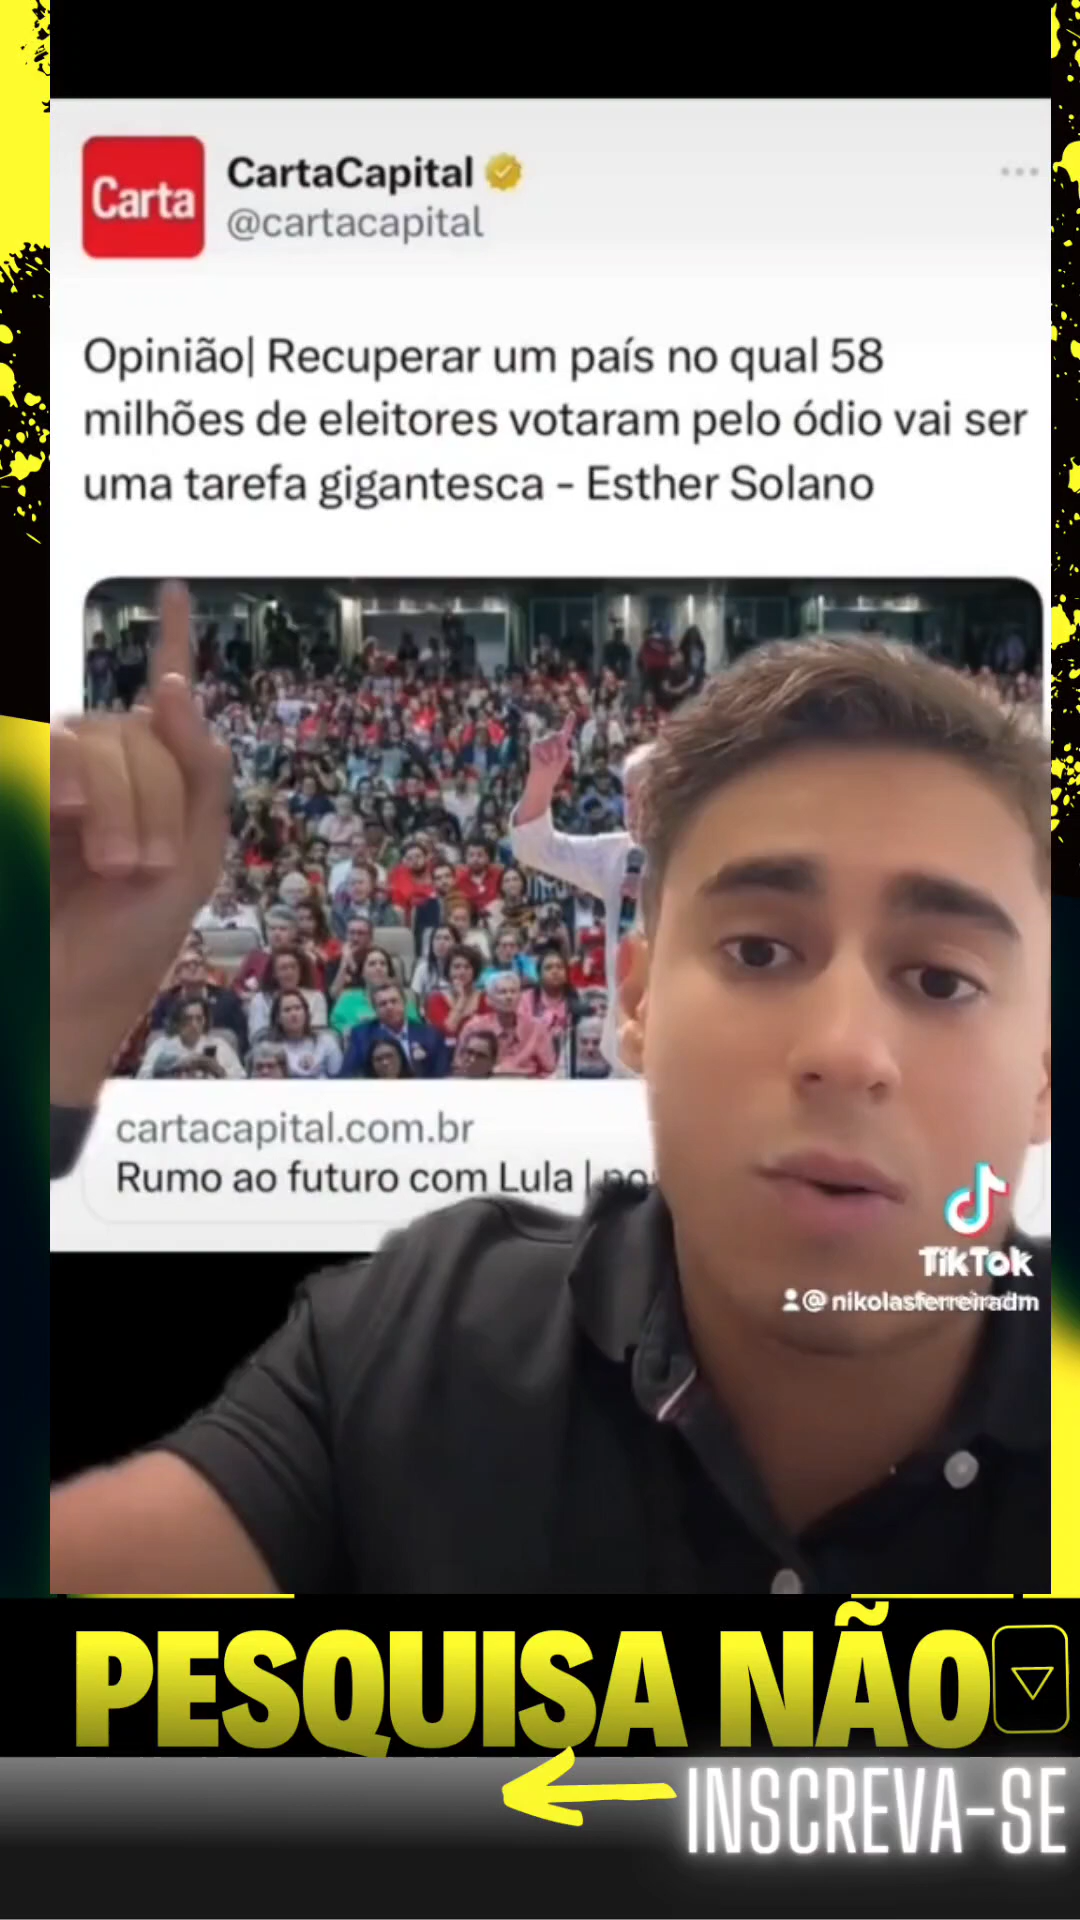 Carta
CartaCapital
@cartacapital
Opinião| Recuperar um país no qual 58
milhões de eleitores votaram pelo ódio vai ser
uma tarefa gigantesca - Esther Solano
cartacapital.com.br
Rumo ao futuro com Lula |
TikTok
@nikolasferreiradm
PESQUISA NÃO
INSCREVA-SE